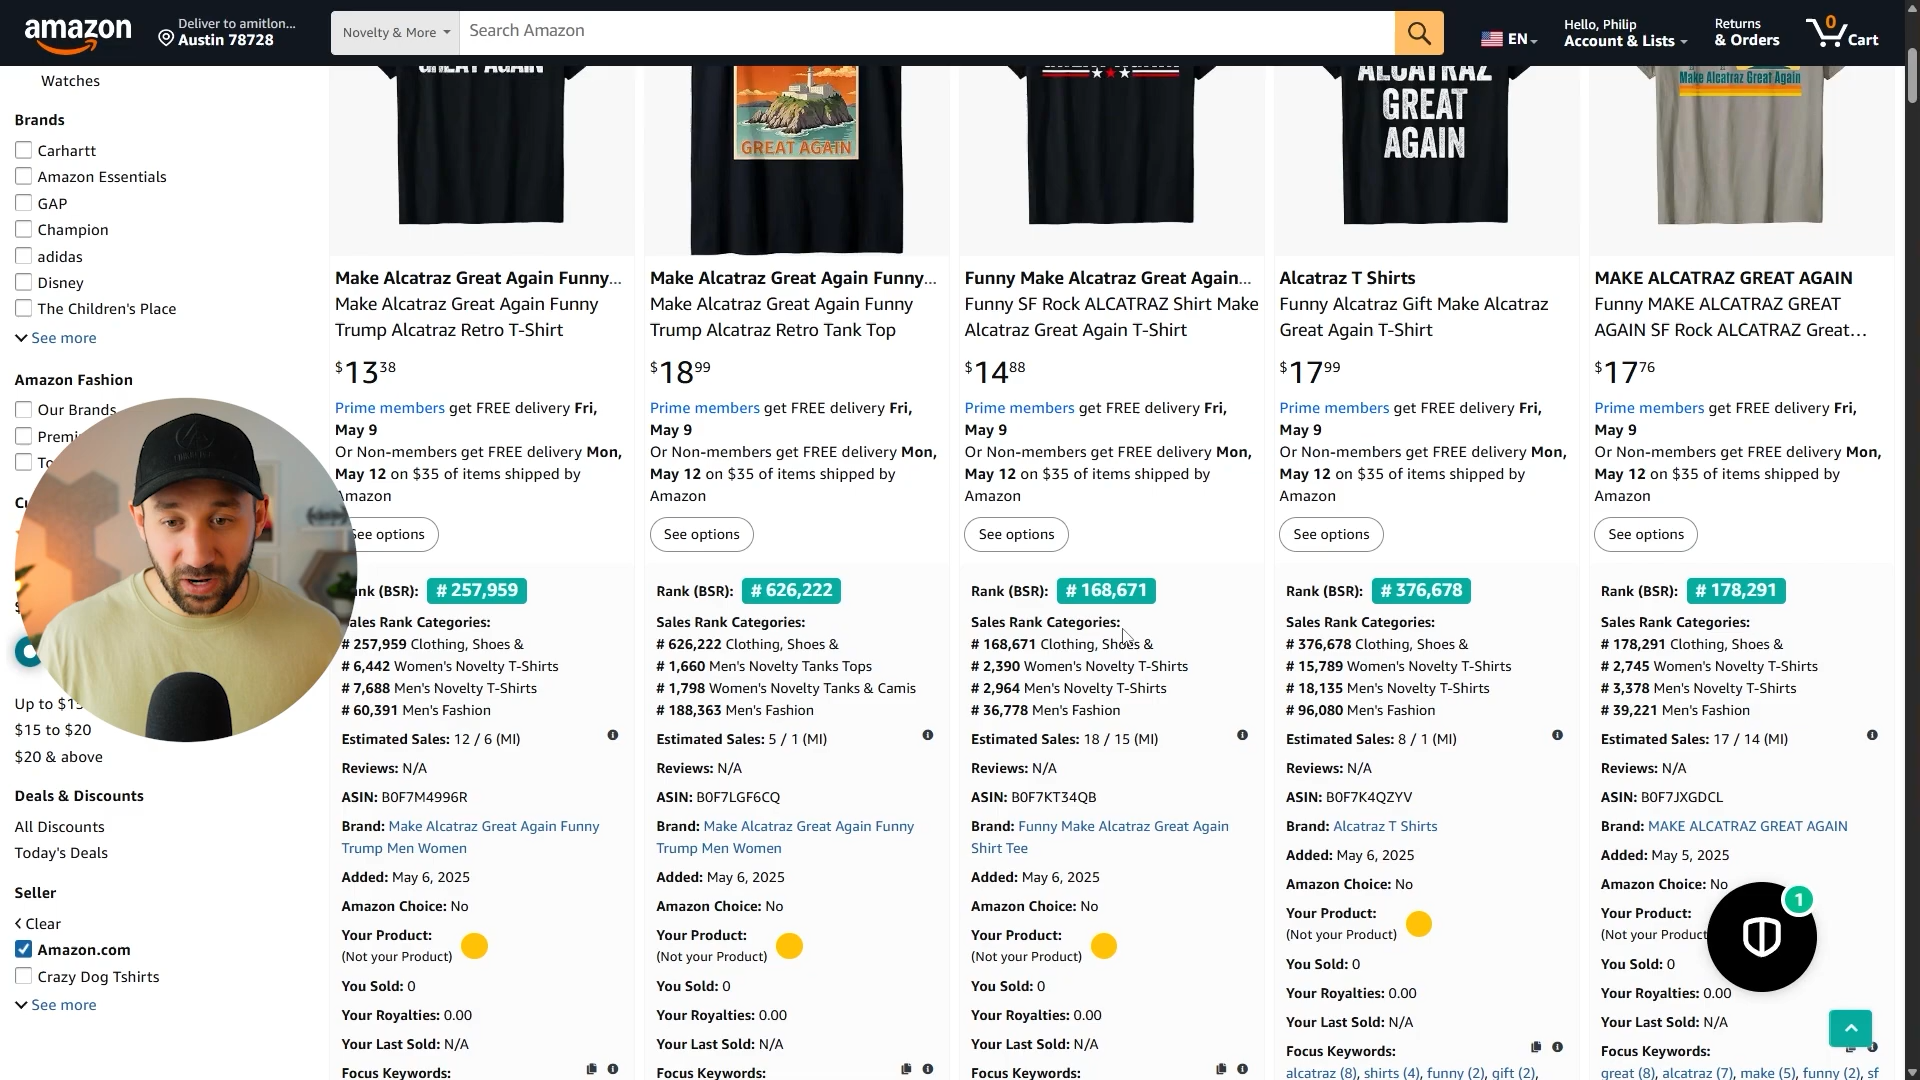 amazon
Deliver to amitlon...
Austin 78728
Novelty & More
Search Amazon
EN
Hello, Philip
Account & Lists
Returns
& Orders
0
Cart
Watches
Brands
Carhartt
Amazon Essentials
GAP
Champion
adidas
Disney
The Children's Place
See more
Amazon Fashion
Our Brands
Premi
To
Up to $15
$15 to $20
$20 & above
Deals & Discounts
All Discounts
Today's Deals
Seller
Clear
Amazon.com
Crazy Dog Tshirts
See more
GREAT AGAIN
Make Alcatraz Great Again Funny...
Make Alcatraz Great Again Funny
Trump Alcatraz Retro T-Shirt
$13 38
Prime members get FREE delivery Fri,
May 9
Or Non-members get FREE delivery Mon,
May 12 on $35 of items shipped by
Amazon
See options
Rank (BSR): # 257,959
Sales Rank Categories:
# 257,959 Clothing, Shoes &
# 6,442 Women's Novelty T-Shirts
# 7,688 Men's Novelty T-Shirts
# 60,391 Men's Fashion
Estimated Sales: 12 / 6 (MI)
Reviews: N/A
ASIN: B0F7M4996R
Brand: Make Alcatraz Great Again Funny
Trump Men Women
Added: May 6, 2025
Amazon Choice: No
Your Product:
(Not your Product)
You Sold: 0
Your Royalties: 0.00
Your Last Sold: N/A
Focus Keywords:
GREAT AGAIN
Make Alcatraz Great Again Funny...
Make Alcatraz Great Again Funny
Trump Alcatraz Retro Tank Top
$18 99
Prime members get FREE delivery Fri,
May 9
Or Non-members get FREE delivery Mon,
May 12 on $35 of items shipped by
Amazon
See options
Rank (BSR): # 626,222
Sales Rank Categories:
# 626,222 Clothing, Shoes &
# 1,660 Men's Novelty Tanks Tops
# 1,798 Women's Novelty Tanks & Camis
# 188,363 Men's Fashion
Estimated Sales: 5 / 1 (MI)
Reviews: N/A
ASIN: B0F7LGF6CQ
Brand: Make Alcatraz Great Again Funny
Trump Men Women
Added: May 6, 2025
Amazon Choice: No
Your Product:
(Not your Product)
You Sold: 0
Your Royalties: 0.00
Your Last Sold: N/A
Focus Keywords:
Funny Make Alcatraz Great Again...
Funny SF Rock ALCATRAZ Shirt Make
Alcatraz Great Again T-Shirt
$14 88
Prime members get FREE delivery Fri,
May 9
Or Non-members get FREE delivery Mon,
May 12 on $35 of items shipped by
Amazon
See options
Rank (BSR): # 168,671
Sales Rank Categories:
# 168,671 Clothing, Shoes &
# 2,390 Women's Novelty T-Shirts
# 2,964 Men's Novelty T-Shirts
# 36,778 Men's Fashion
Estimated Sales: 18 / 15 (MI)
Reviews: N/A
ASIN: B0F7KT34QB
Brand: Funny Make Alcatraz Great Again
Shirt Tee
Added: May 6, 2025
Amazon Choice: No
Your Product:
(Not your Product)
You Sold: 0
Your Royalties: 0.00
Your Last Sold: N/A
Focus Keywords:
ALCATRAZ
GREAT
AGAIN
Alcatraz T Shirts
Funny Alcatraz Gift Make Alcatraz
Great Again T-Shirt
$17 99
Prime members get FREE delivery Fri,
May 9
Or Non-members get FREE delivery Mon,
May 12 on $35 of items shipped by
Amazon
See options
Rank (BSR): # 376,678
Sales Rank Categories:
# 376,678 Clothing, Shoes &
# 15,789 Women's Novelty T-Shirts
# 18,135 Men's Novelty T-Shirts
# 96,080 Men's Fashion
Estimated Sales: 8 / 1 (MI)
Reviews: N/A
ASIN: B0F7K4QZYV
Brand: Alcatraz T Shirts
Added: May 6, 2025
Amazon Choice: No
Your Product:
(Not your Product)
You Sold: 0
Your Royalties: 0.00
Your Last Sold: N/A
Focus Keywords:
alcatraz (8), shirts (4), funny (2), gift (2),
Make Alcatraz Great Again
MAKE ALCATRAZ GREAT AGAIN
Funny MAKE ALCATRAZ GREAT
AGAIN SF Rock ALCATRAZ Great...
$17 76
Prime members get FREE delivery Fri,
May 9
Or Non-members get FREE delivery Mon,
May 12 on $35 of items shipped by
Amazon
See options
Rank (BSR): # 178,291
Sales Rank Categories:
# 178,291 Clothing, Shoes &
# 2,745 Women's Novelty T-Shirts
# 3,378 Men's Novelty T-Shirts
# 39,221 Men's Fashion
Estimated Sales: 17 / 14 (MI)
Reviews: N/A
ASIN: B0F7JXGDCL
Brand: MAKE ALCATRAZ GREAT AGAIN
Added: May 5, 2025
Amazon Choice: No
Your Product:
(Not your Product
You Sold: 0
Your Royalties: 0.00
Your Last Sold: N/A
Focus Keywords:
great (8), alcatraz (7), make (5), funny (2), sf
1